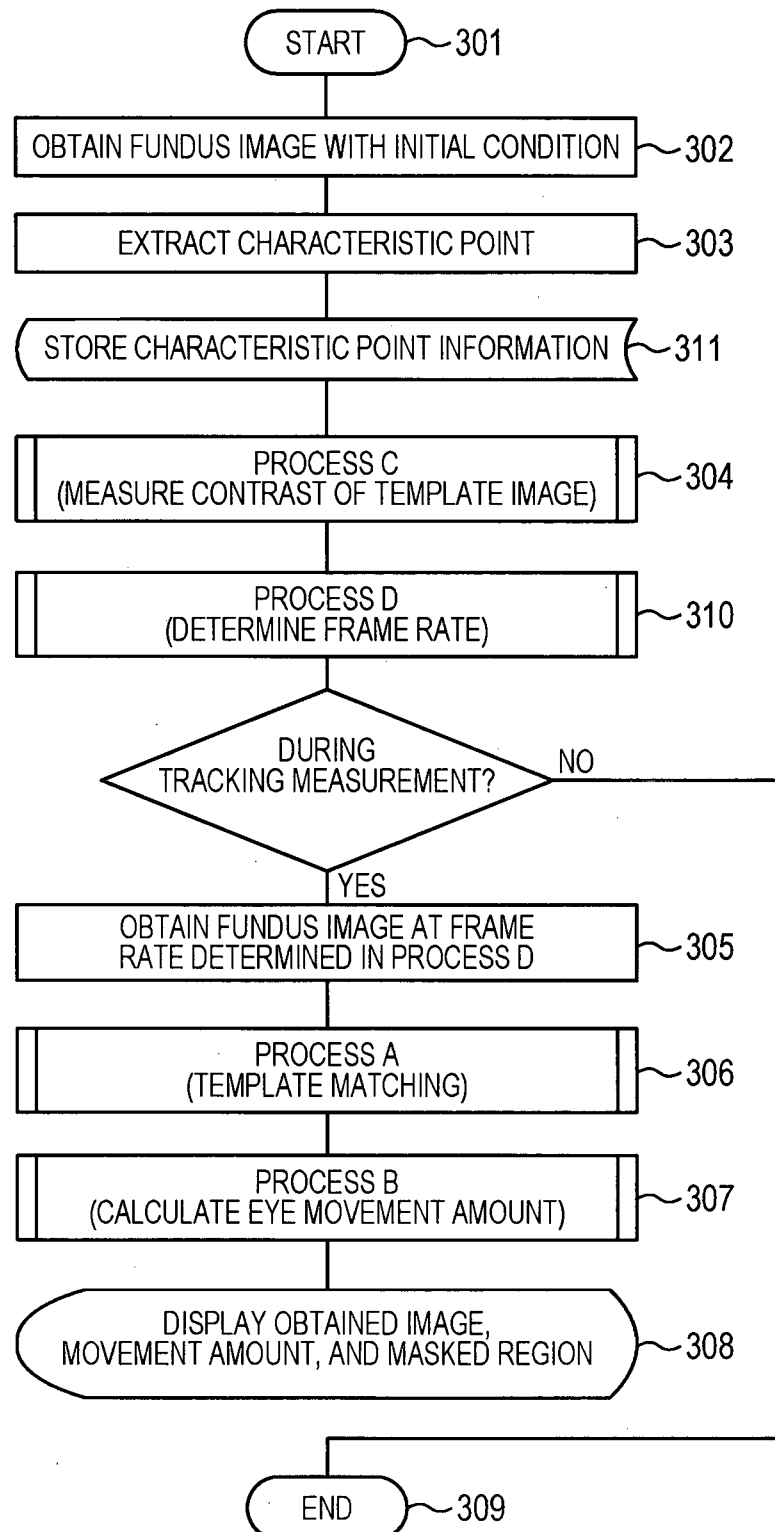 START
301
OBTAIN FUNDUS IMAGE WITH INITIAL CONDITION
302
EXTRACT CHARACTERISTIC POINT
303
STORE CHARACTERISTIC POINT INFORMATION
311
PROCESS C
(MEASURE CONTRAST OF TEMPLATE IMAGE)
304
PROCESS D
(DETERMINE FRAME RATE)
310
DURING
TRACKING MEASUREMENT?
NO
YES
OBTAIN FUNDUS IMAGE AT FRAME
RATE DETERMINED IN PROCESS D
305
PROCESS A
(TEMPLATE MATCHING)
306
PROCESS B
(CALCULATE EYE MOVEMENT AMOUNT)
307
DISPLAY OBTAINED IMAGE,
MOVEMENT AMOUNT, AND MASKED REGION
308
END
309